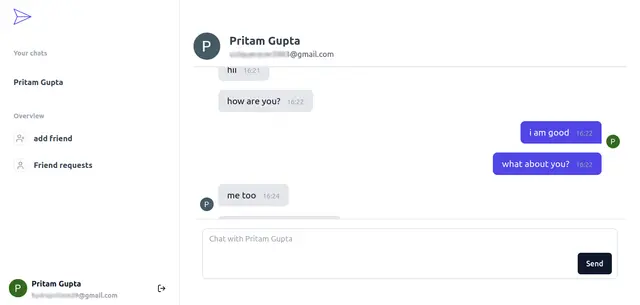 Your chats
Pritam Gupta
Overview
add friend
Friend requests
P
Pritam Gupta
@gmail.com
P
Pritam Gupta
@gmail.com
hii 16:21
how are you? 16:22
i am good 16:22
P
what about you? 16:22
P
me too 16:24
Chat with Pritam Gupta
Send